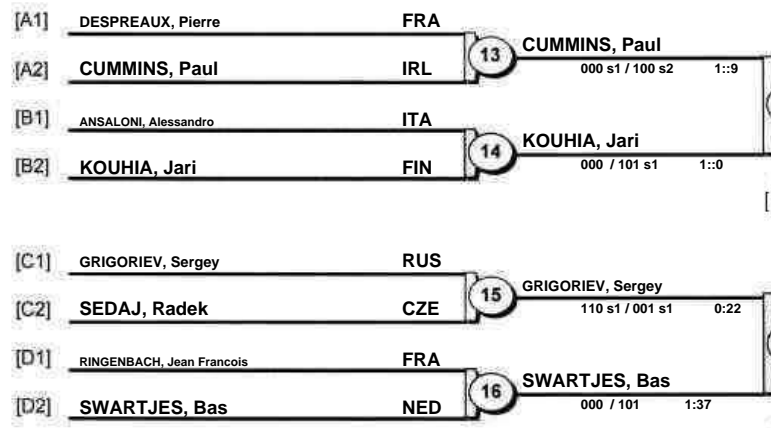 [A1] DESPREAUX, Pierre FRA
13 CUMMINS, Paul
[A2] CUMMINS, Paul IRL
000 s1 / 100 s2 1::9
[B1] ANSALONI, Alessandro ITA
14 KOUHIA, Jari
[B2] KOUHIA, Jari FIN
000 / 101 s1 1::0
[
[C1] GRIGORIEV, Sergey RUS
15 GRIGORIEV, Sergey
[C2] SEDAJ, Radek CZE
110 s1 / 001 s1 0:22
[D1] RINGENBACH, Jean Francois FRA
16 SWARTJES, Bas
[D2] SWARTJES, Bas NED
000 / 101 1:37